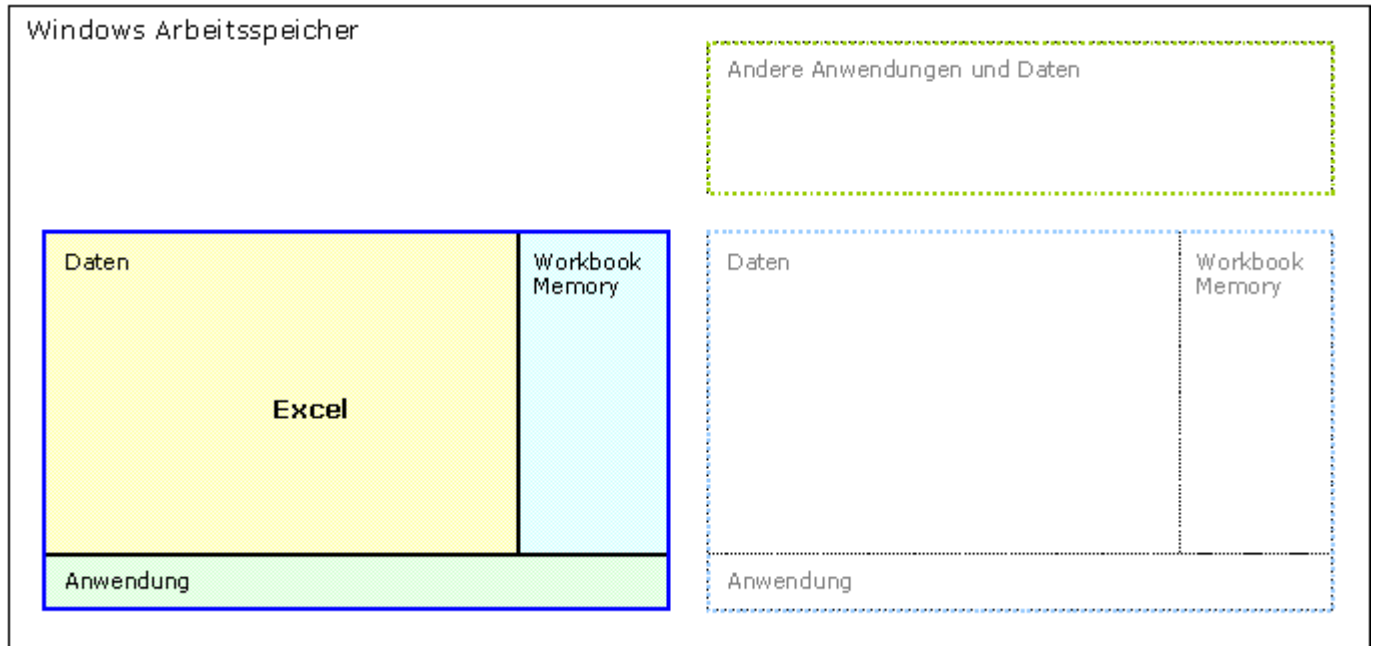 Windows Arbeitsspeicher
Andere Anwendungen und Daten
Daten
Workbook
Memory
Excel
Anwendung
Daten
Workbook
Memory
Anwendung